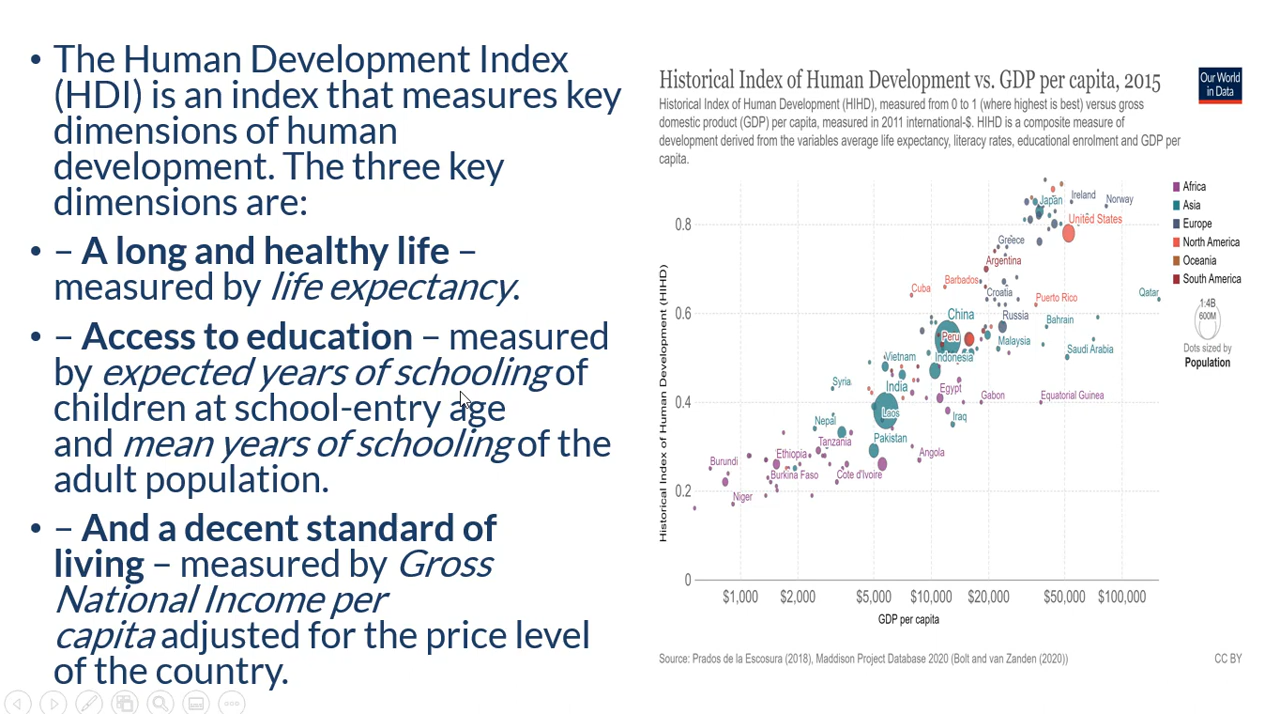 • The Human Development Index
(HDI) is an index that measures key
dimensions of human
development. The three key
dimensions are:
• – A long and healthy life –
measured by life expectancy.
• – Access to education – measured
by expected years of schooling of
children at school-entry age
and mean years of schooling of the
adult population.
• – And a decent standard of
living – measured by Gross
National Income per
capita adjusted for the price level
of the country.
Historical Index of Human Development vs. GDP per capita, 2015
Our World
in Data
Historical Index of Human Development (HIHD), measured from 0 to 1 (where highest is best) versus gross
domestic product (GDP) per capita, measured in 2011 international-$. HIHD is a composite measure of
development derived from the variables average life expectancy, literacy rates, educational enrolment and GDP per
capita.
Historical Index of Human Development (HIHD)
0.8
0.6
0.4
0.2
0
Ireland
Japan
Norway
United States
Greece
Argentina
Barbados
Cuba
Croatia
Puerto Rico
Qatar
China
Russia
Bahrain
Peru
Malaysia
Saudi Arabia
Vietnam
Indonesia
Syria
India
Egypt
Gabon
Equatorial Guinea
Laos
Iraq
Nepal
Tanzania
Pakistan
Angola
Ethiopia
Burundi
Burkina Faso
Cote d'Ivoire
Niger
$1,000
$2,000
$5,000
$10,000
$20,000
$50,000
$100,000
GDP per capita
Africa
Asia
Europe
North America
Oceania
South America
1:4B
600M
Dots sized by
Population
Source: Prados de la Escosura (2018), Maddison Project Database 2020 (Bolt and van Zanden (2020))
CC BY